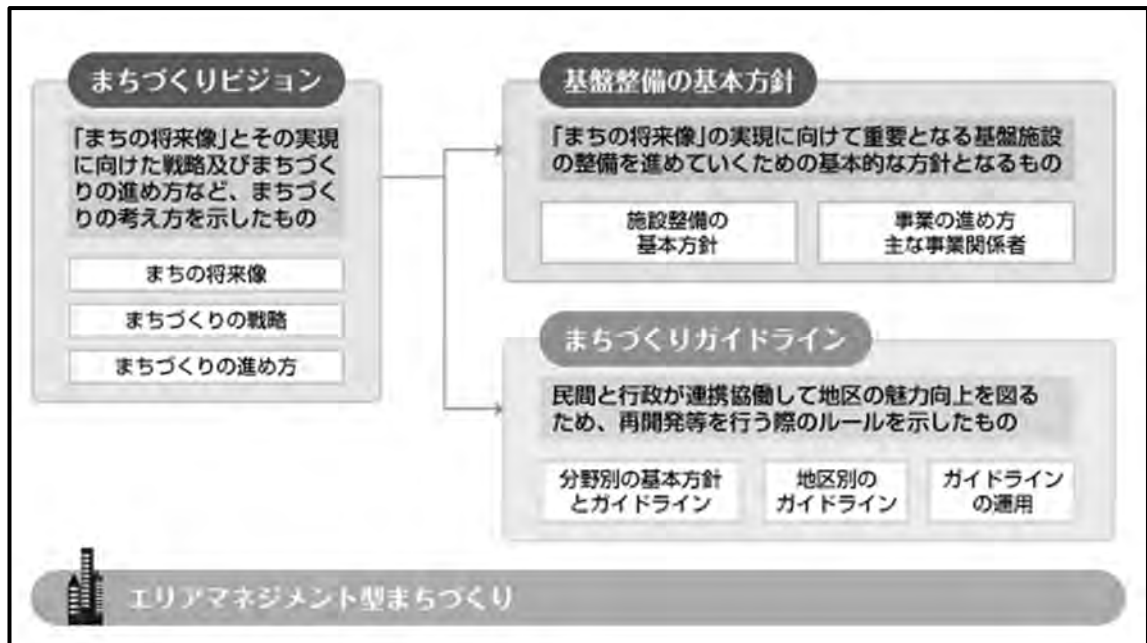 まちづくりビジョン
「まちの将来像」とその実現
に向けた戦略及びまちづく
りの進め方など、まちづく
りの考え方を示したもの
まちの将来像
まちづくりの戦略
まちづくりの進め方
基盤整備の基本方針
「まちの将来像」の実現に向けて重要となる基盤施設
の整備を進めていくための基本的な方針となるもの
施設整備の
基本方針
事業の進め方
主な事業関係者
まちづくりガイドライン
民間と行政が連携協働して地区の魅力向上を図る
ため、再開発等を行う際のルールを示したもの
分野別の基本方針
とガイドライン
地区別の
ガイドライン
ガイドライン
の運用
エリアマネジメント型まちづくり